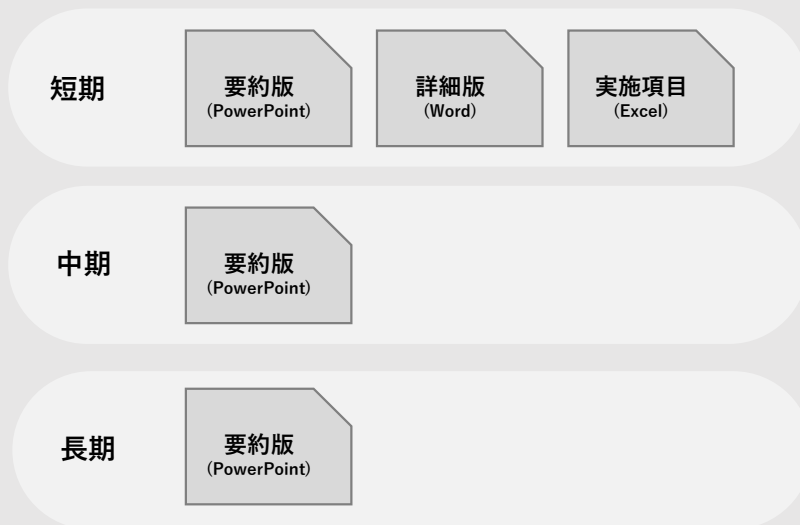 短期
要約版
(PowerPoint)
詳細版
(Word)
実施項目
(Excel)
中期
要約版
(PowerPoint)
長期
要約版
(PowerPoint)